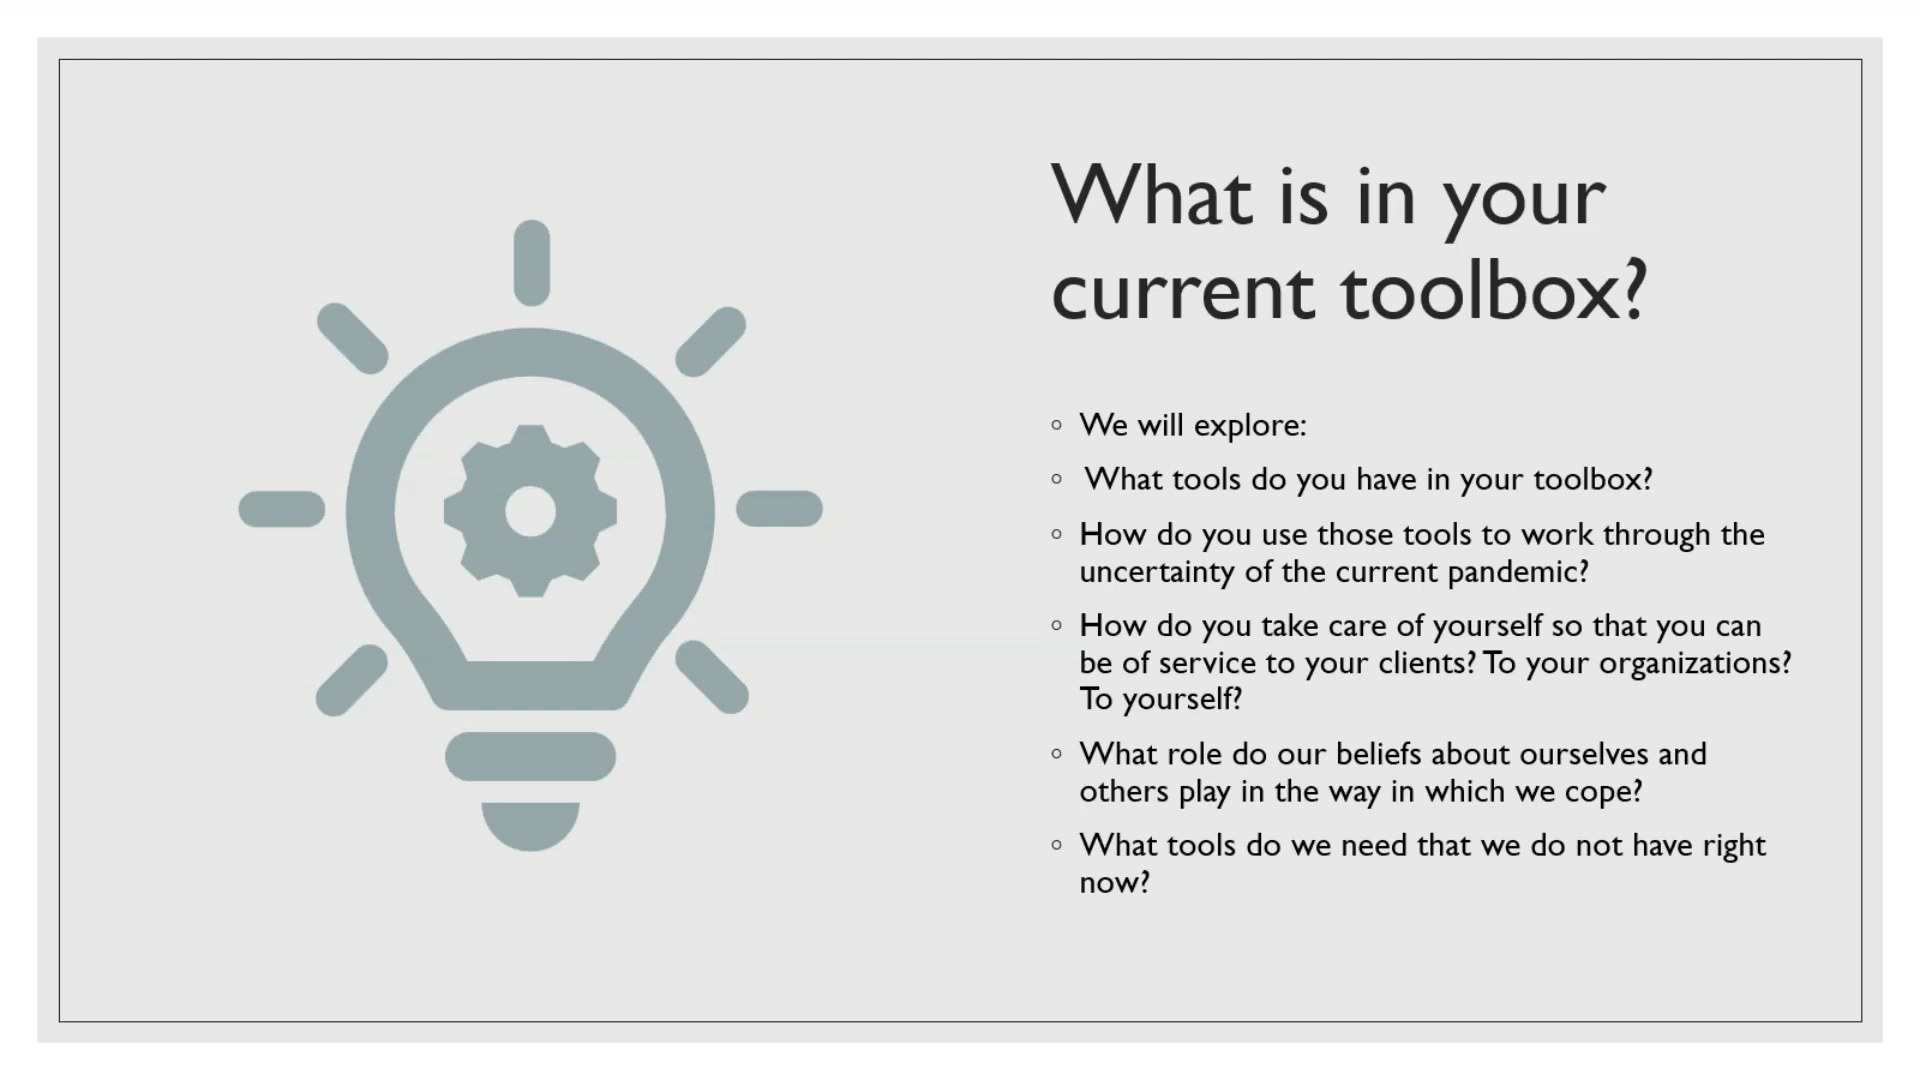 What is in your
current toolbox?
◦ We will explore:
◦ What tools do you have in your toolbox?
◦ How do you use those tools to work through the
uncertainty of the current pandemic?
◦ How do you take care of yourself so that you can
be of service to your clients? To your organizations?
To yourself?
◦ What role do our beliefs about ourselves and
others play in the way in which we cope?
◦ What tools do we need that we do not have right
now?